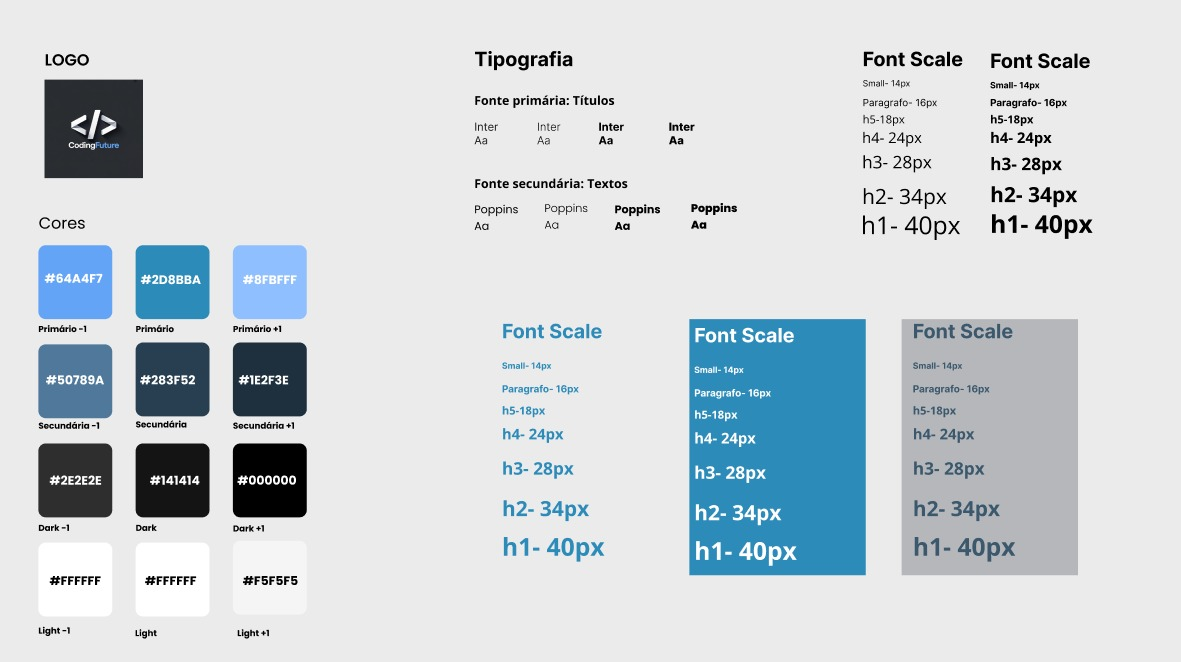 LOGO
</>
CodingFuture
Cores
#64A4F7
#2D8BBA
#8FBFFF
Primário -1
Primário
Primário +1
#50789A
#283F52
#1E2F3E
Secundária -1
Secundária
Secundária +1
#2E2E2E
#141414
#000000
Dark -1
Dark
Dark +1
#FFFFFF
#FFFFFF
#F5F5F5
Light -1
Light
Light +1
Tipografia
Fonte primária: Títulos
Inter
Aa
Inter
Aa
Inter
Aa
Inter
Aa
Fonte secundária: Textos
Poppins
Aa
Poppins
Aa
Poppins
Aa
Poppins
Aa
Font Scale
Small- 14px
Paragrafo- 16px
h5-18px
h4- 24px
h3- 28px
h2- 34px
h1- 40px
Font Scale
Small- 14px
Paragrafo- 16px
h5-18px
h4- 24px
h3- 28px
h2- 34px
h1- 40px
Font Scale
Small- 14px
Paragrafo- 16px
h5-18px
h4- 24px
h3- 28px
h2- 34px
h1- 40px
Font Scale
Small- 14px
Paragrafo- 16px
h5-18px
h4- 24px
h3- 28px
h2- 34px
h1- 40px
Font Scale
Small- 14px
Paragrafo- 16px
h5-18px
h4- 24px
h3- 28px
h2- 34px
h1- 40px